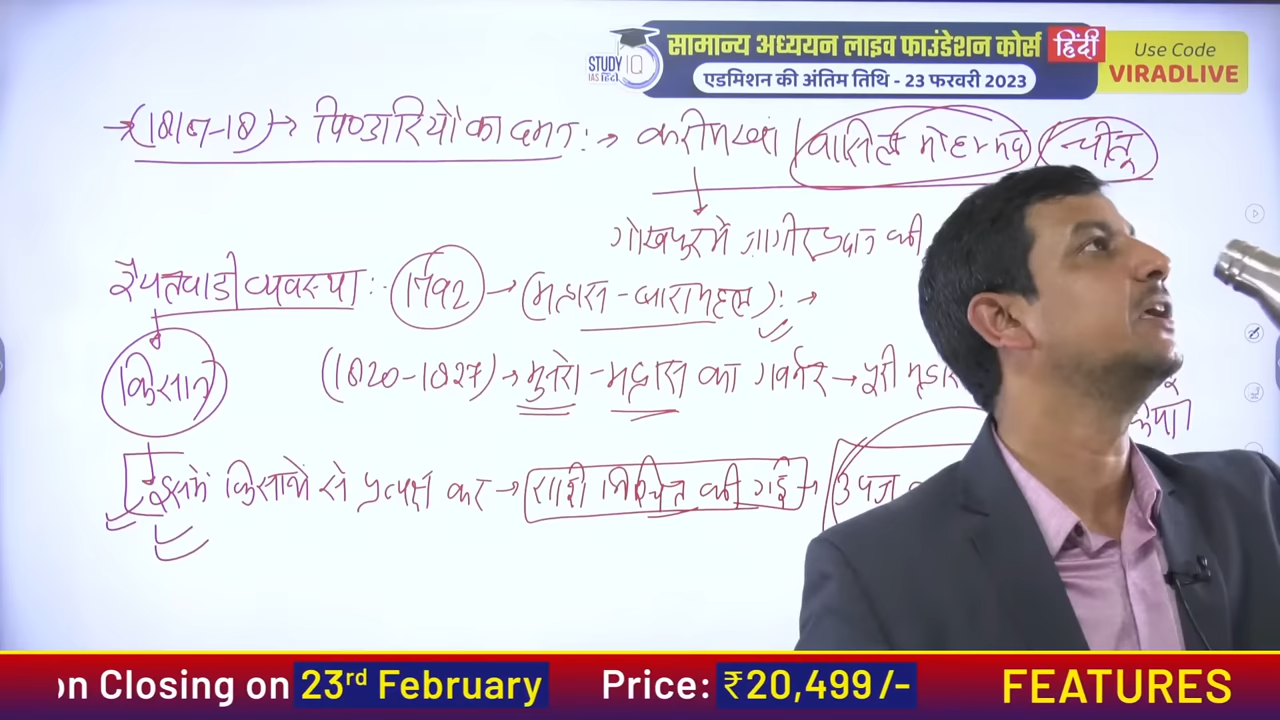 सामान्य अध्ययन लाइव फाउंडेशन कोर्स हिंदी
STUDY IQ
IAS हिंदी
एडमिशन की अंतिम तिथि - 23 फरवरी 2023
Use Code
VIRADLIVE
→(1817-18)→ पिण्डारियों का दमन :→ करीम खां वासिल मोहम्मद चीतू
गोरखपुर में जागीर प्रदान की
रैयतवाड़ी व्यवस्था :- 1792 → (मद्रास - बारामहल) :→
किसान
(1820-1827) → मुनरो - मद्रास का गवर्नर →
इसमें किसानों से प्रत्यक्ष कर → राशी निश्चित की गई → उपज
on Closing on 23rd February Price: ₹20,499/- FEATURES